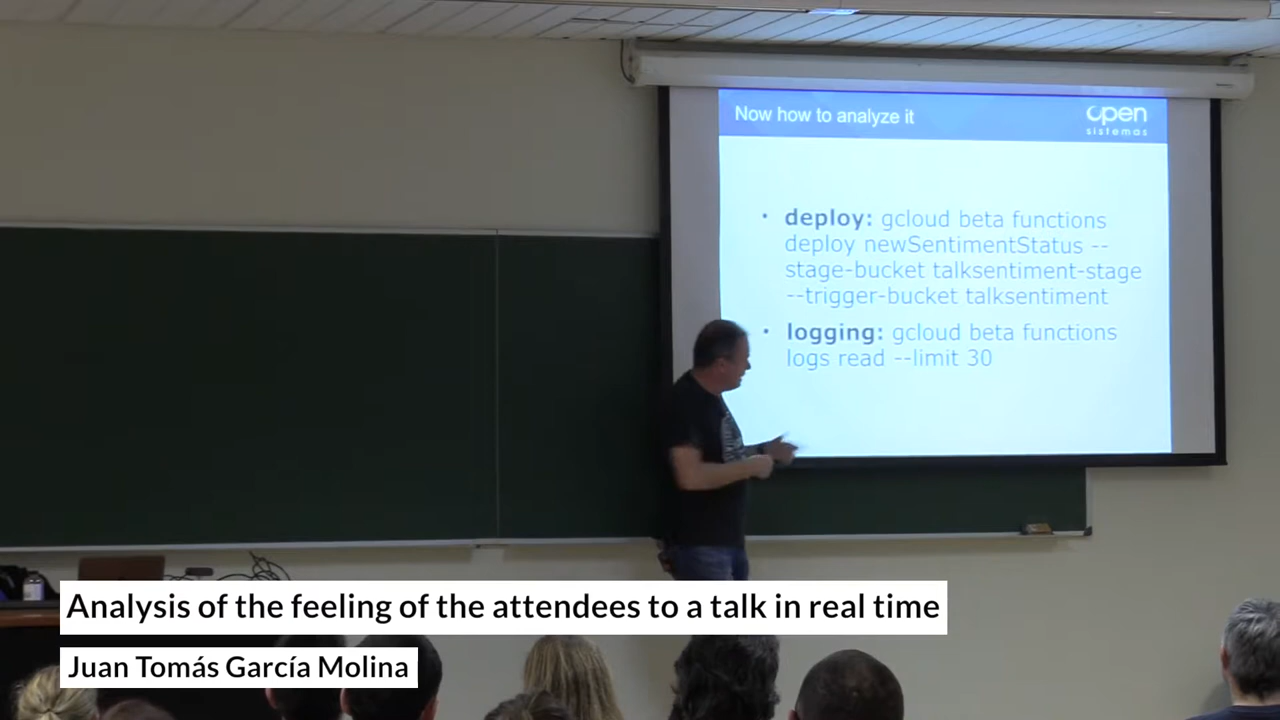 Now how to analyze it
open
sistemas
• deploy: gcloud beta functions
deploy newSentimentStatus --
stage-bucket talksentiment-stage
--trigger-bucket talksentiment
• logging: gcloud beta functions
logs read --limit 30
Analysis of the feeling of the attendees to a talk in real time
Juan Tomás García Molina